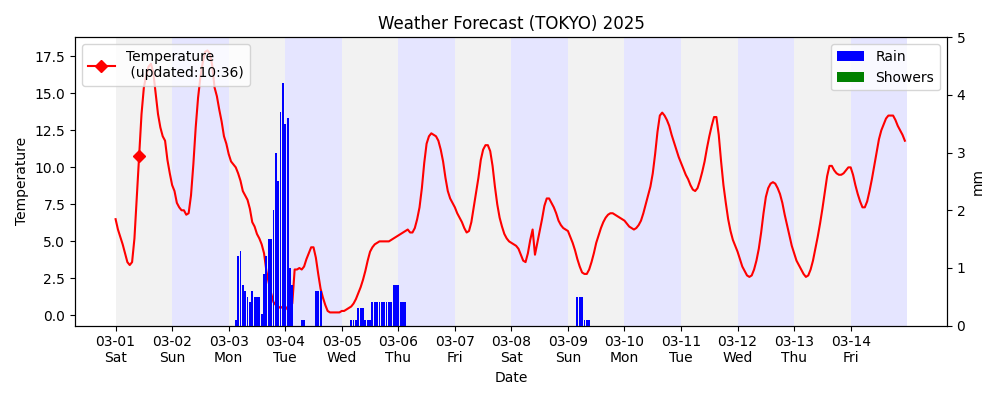 Weather Forecast (TOKYO) 2025
Temperature
(updated:10:36)
Rain
Showers
Temperature
17.5
15.0
12.5
10.0
7.5
5.0
2.5
0.0
5
4
3
2
1
0
mm
03-01 03-02 03-03 03-04 03-05 03-06 03-07 03-08 03-09 03-10 03-11 03-12 03-13 03-14
Sat Sun Mon Tue Wed Thu Fri Sat Sun Mon Tue Wed Thu Fri
Date